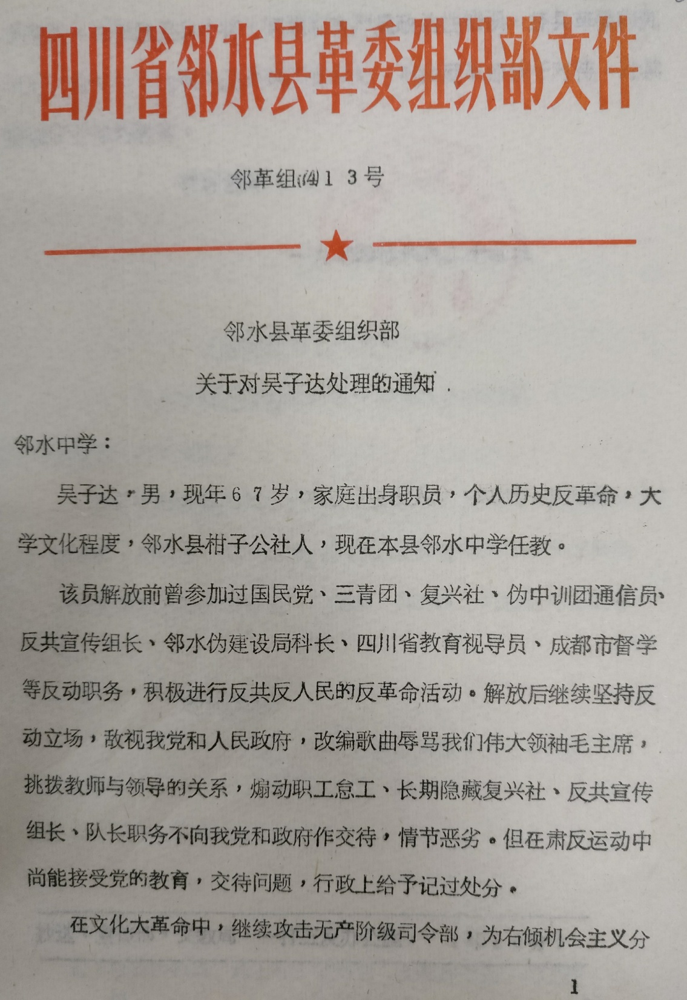 四川省邻水县革委组织部文件
邻革组(74)13号
邻水县革委组织部
关于对吴子达处理的通知
邻水中学：
吴子达，男，现年67岁，家庭出身职员，个人历史反革命，大
学文化程度，邻水县柑子公社人，现在本县邻水中学任教。
该员解放前曾参加过国民党、三青团、复兴社、伪中训团通信员、
反共宣传组长、邻水伪建设局科长、四川省教育视导员、成都市督学
等反动职务，积极进行反共反人民的反革命活动。解放后继续坚持反
动立场，敌视我党和人民政府，改编歌曲辱骂我们伟大领袖毛主席，
挑拨教师与领导的关系，煽动职工怠工、长期隐藏复兴社、反共宣传
组长、队长职务不向我党和政府作交待，情节恶劣。但在肃反运动中
尚能接受党的教育，交待问题，行政上给予记过处分。
在文化大革命中，继续攻击无产阶级司令部，为右倾机会主义分
1